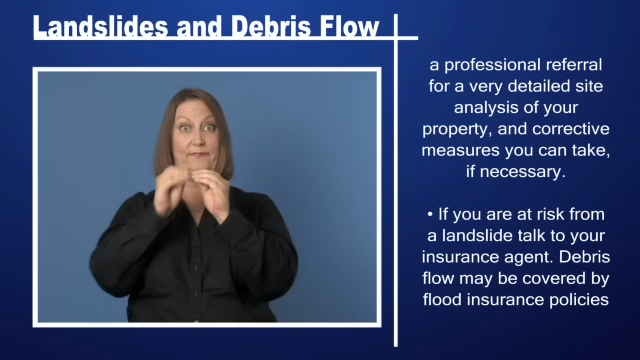 Landslides and Debris Flow
a professional referral
for a very detailed site
analysis of your
property, and corrective
measures you can take,
if necessary.
• If you are at risk from
a landslide talk to your
insurance agent. Debris
flow may be covered by
flood insurance policies